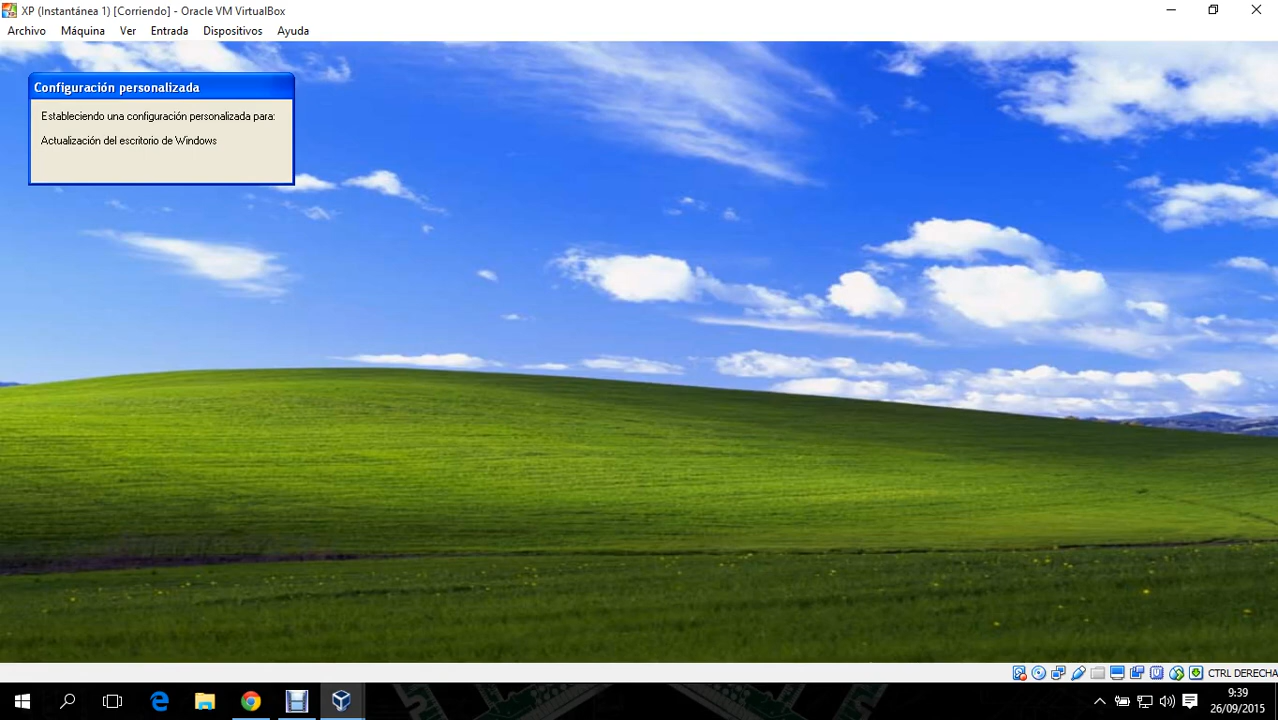 XP (Instantánea 1) [Corriendo] - Oracle VM VirtualBox
Archivo Máquina Ver Entrada Dispositivos Ayuda
Configuración personalizada
Estableciendo una configuración personalizada para:
Actualización del escritorio de Windows
CTRL DERECHA
9:39
26/09/2015